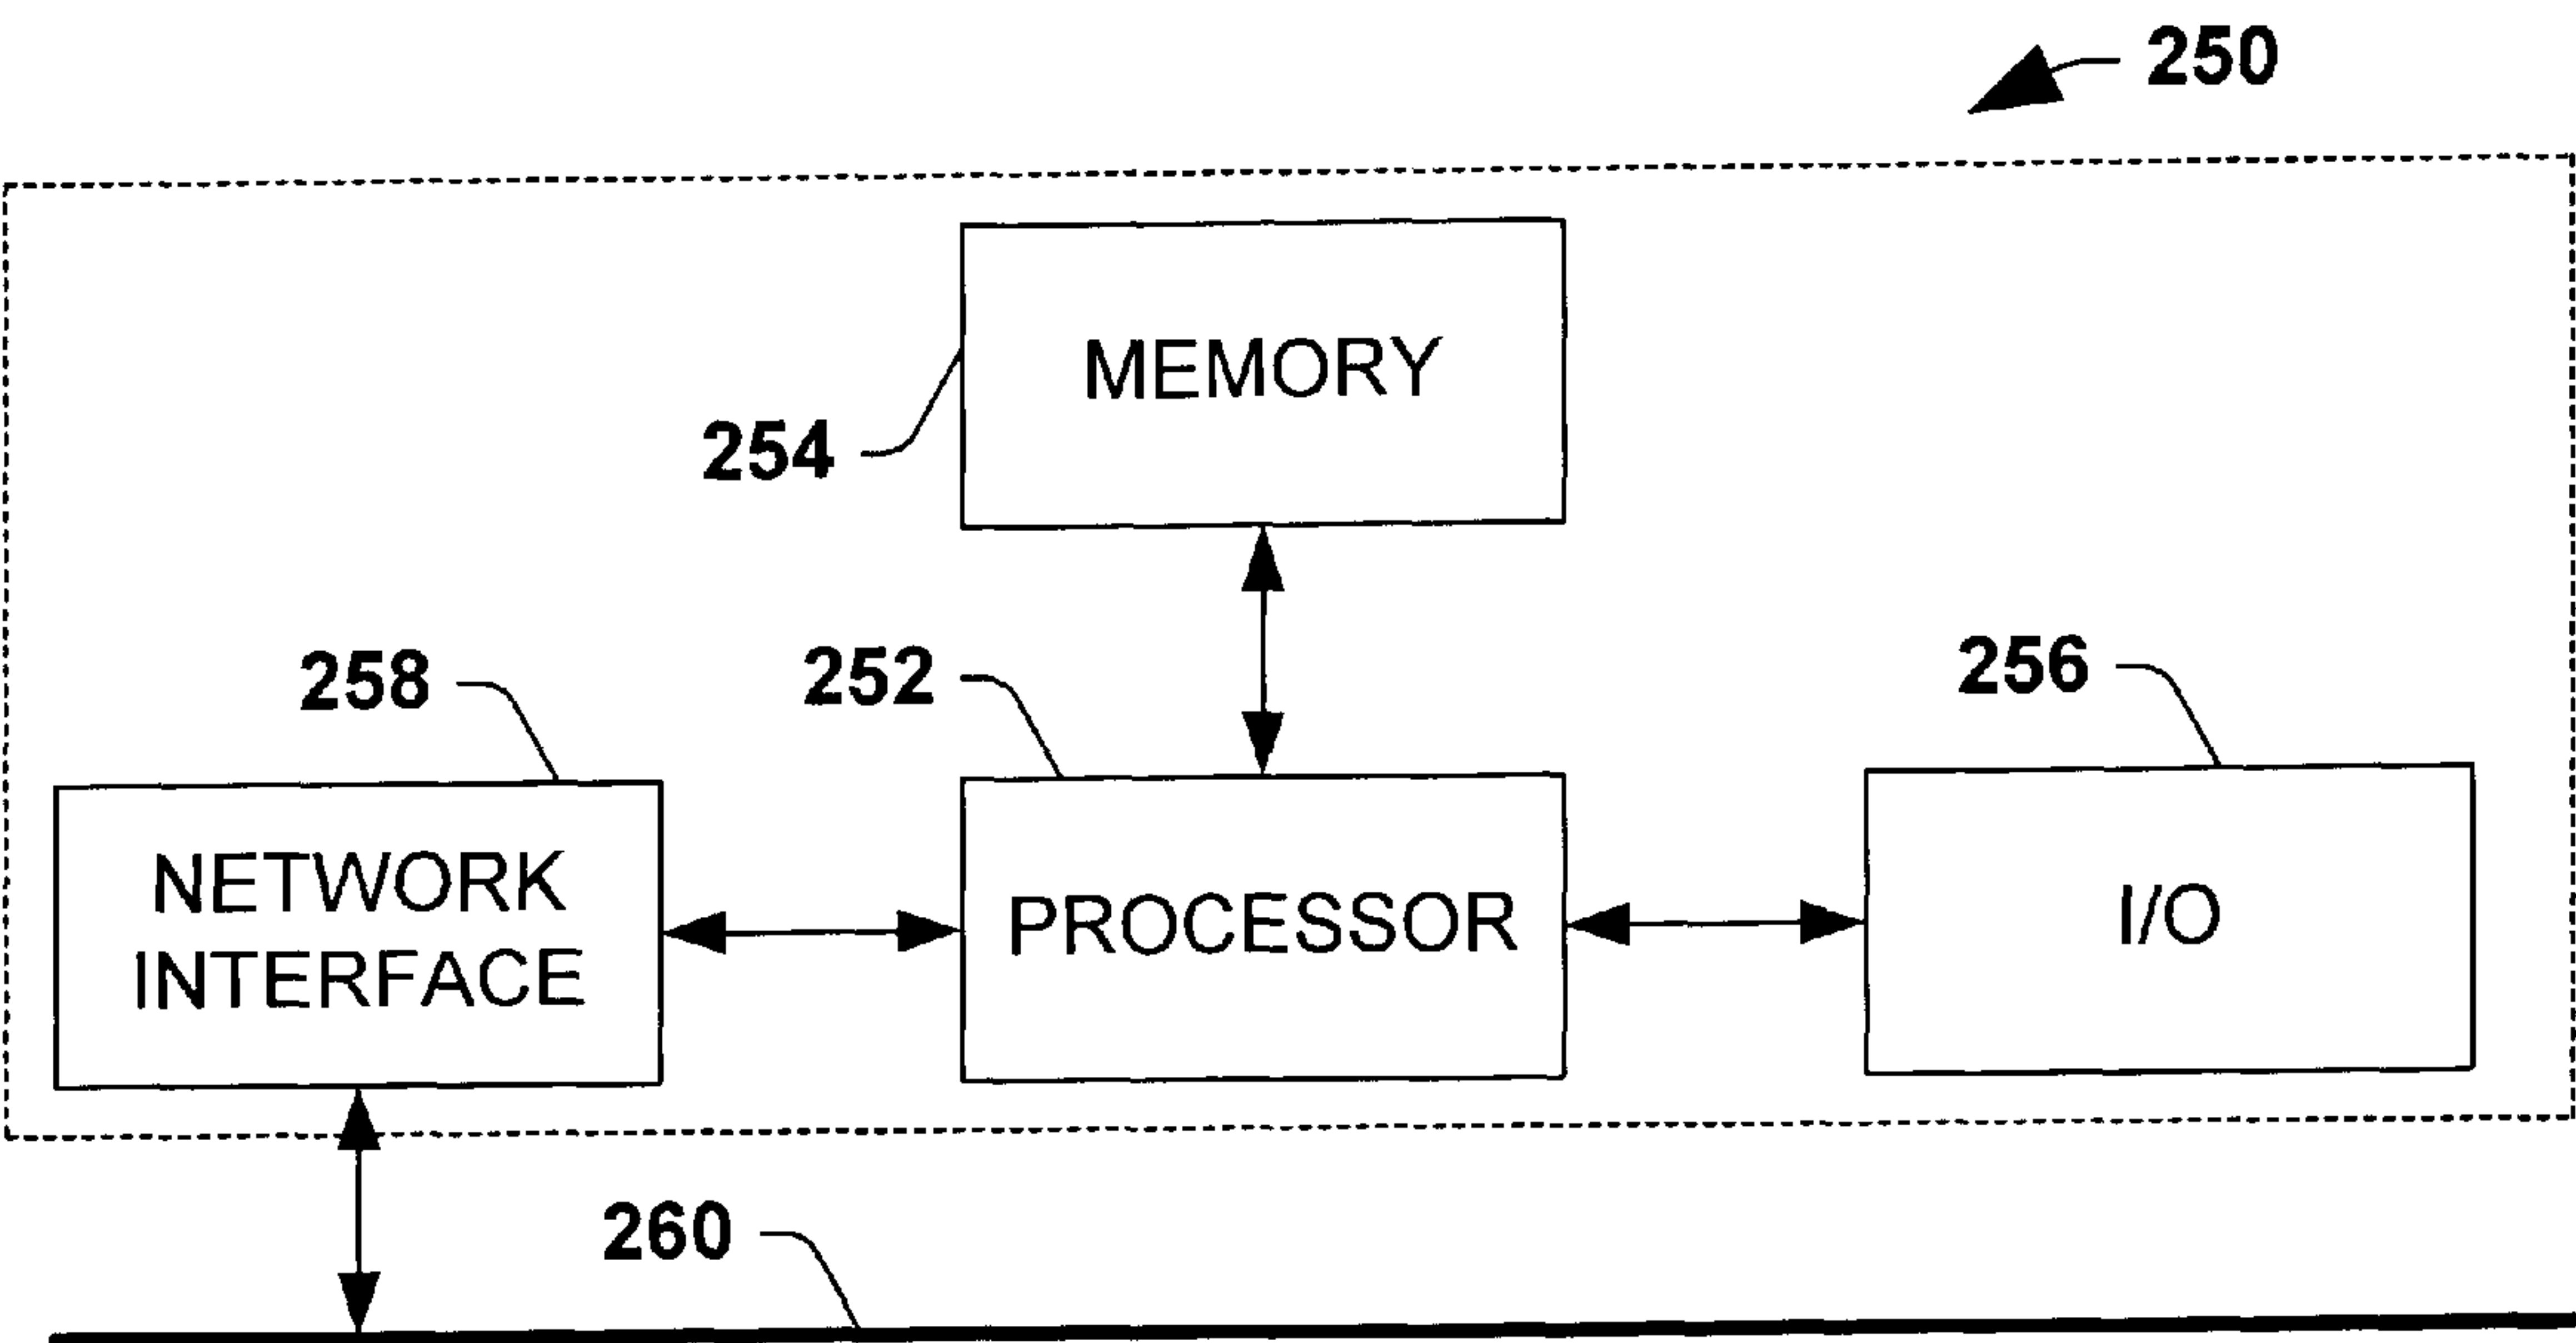 250
MEMORY
254
258
252
256
NETWORK
INTERFACE
PROCESSOR
I/O
260